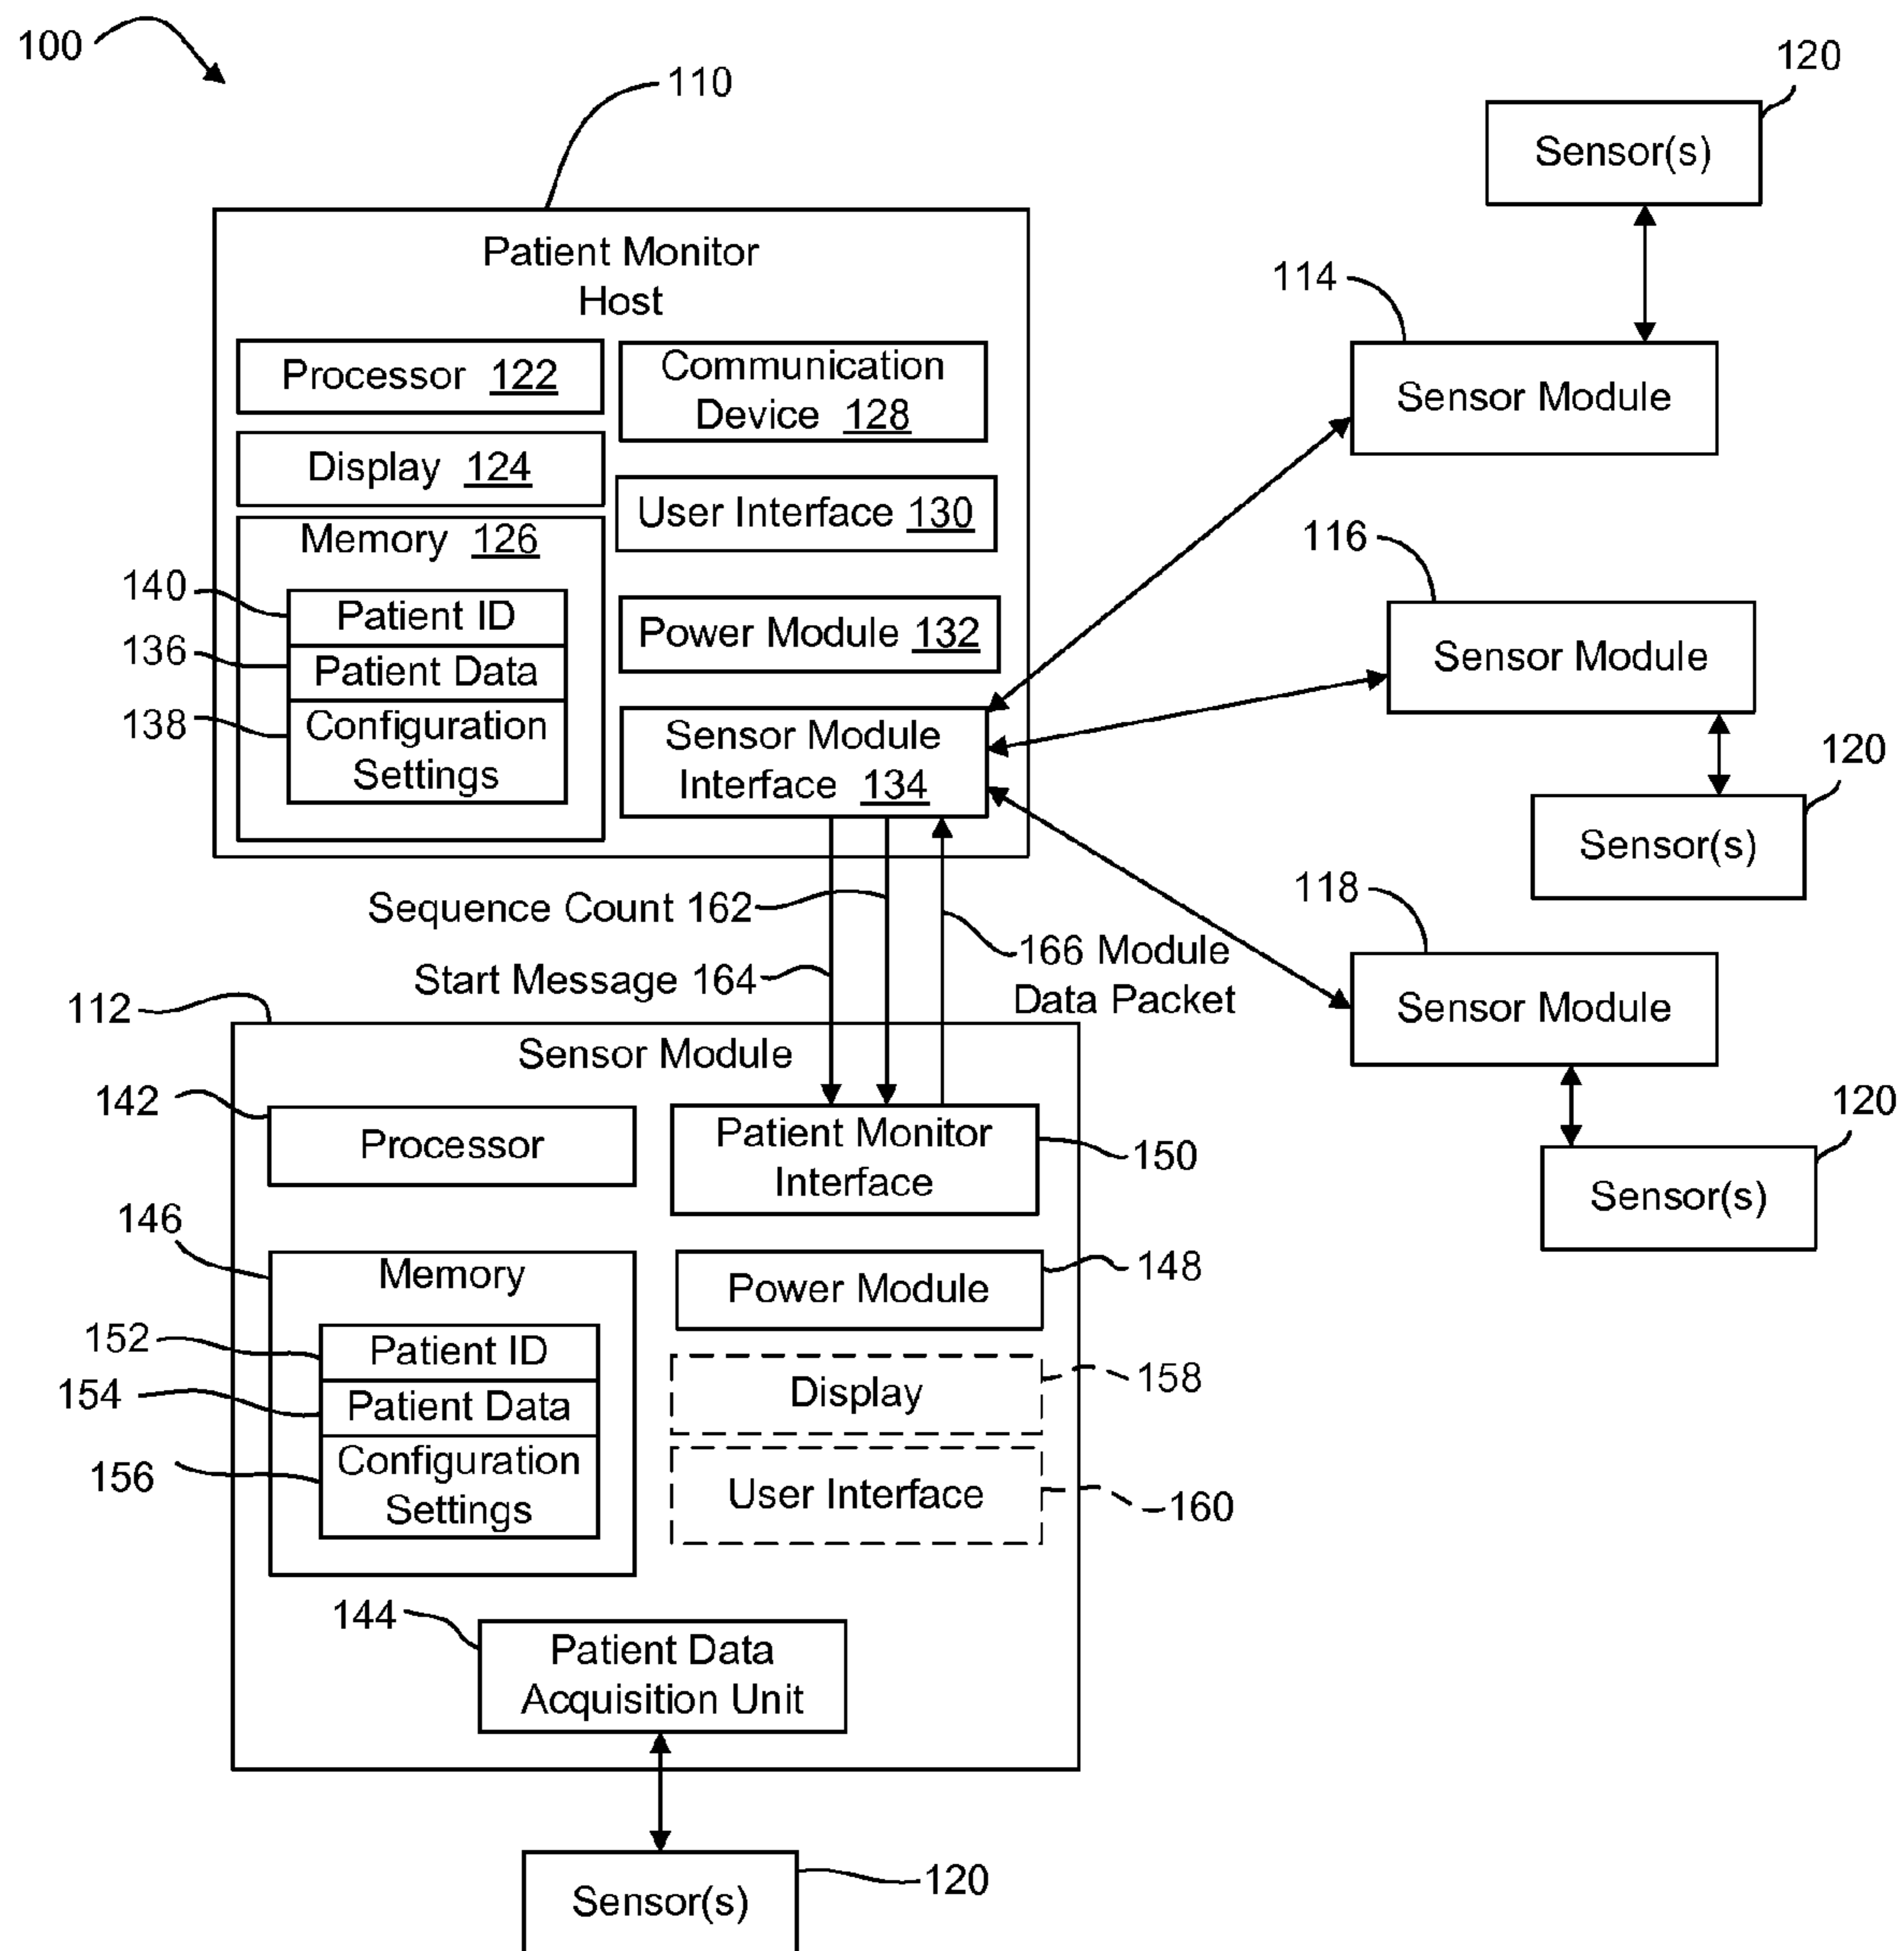 100
110
120
Sensor(s)
Patient Monitor
Host
114
Processor 122
Communication
Device 128
Sensor Module
Display 124
User Interface 130
Memory 126
116
140
Patient ID
Power Module 132
136
Patient Data
Sensor Module
138
Configuration
Settings
Sensor Module
Interface 134
120
Sensor(s)
Sequence Count 162
118
166 Module
Data Packet
Start Message 164
Sensor Module
112
Sensor Module
142
Processor
Patient Monitor
Interface
150
120
Sensor(s)
146
Memory
Power Module
148
152
Patient ID
154
Patient Data
Display
158
156
Configuration
Settings
User Interface
160
144
Patient Data
Acquisition Unit
120
Sensor(s)